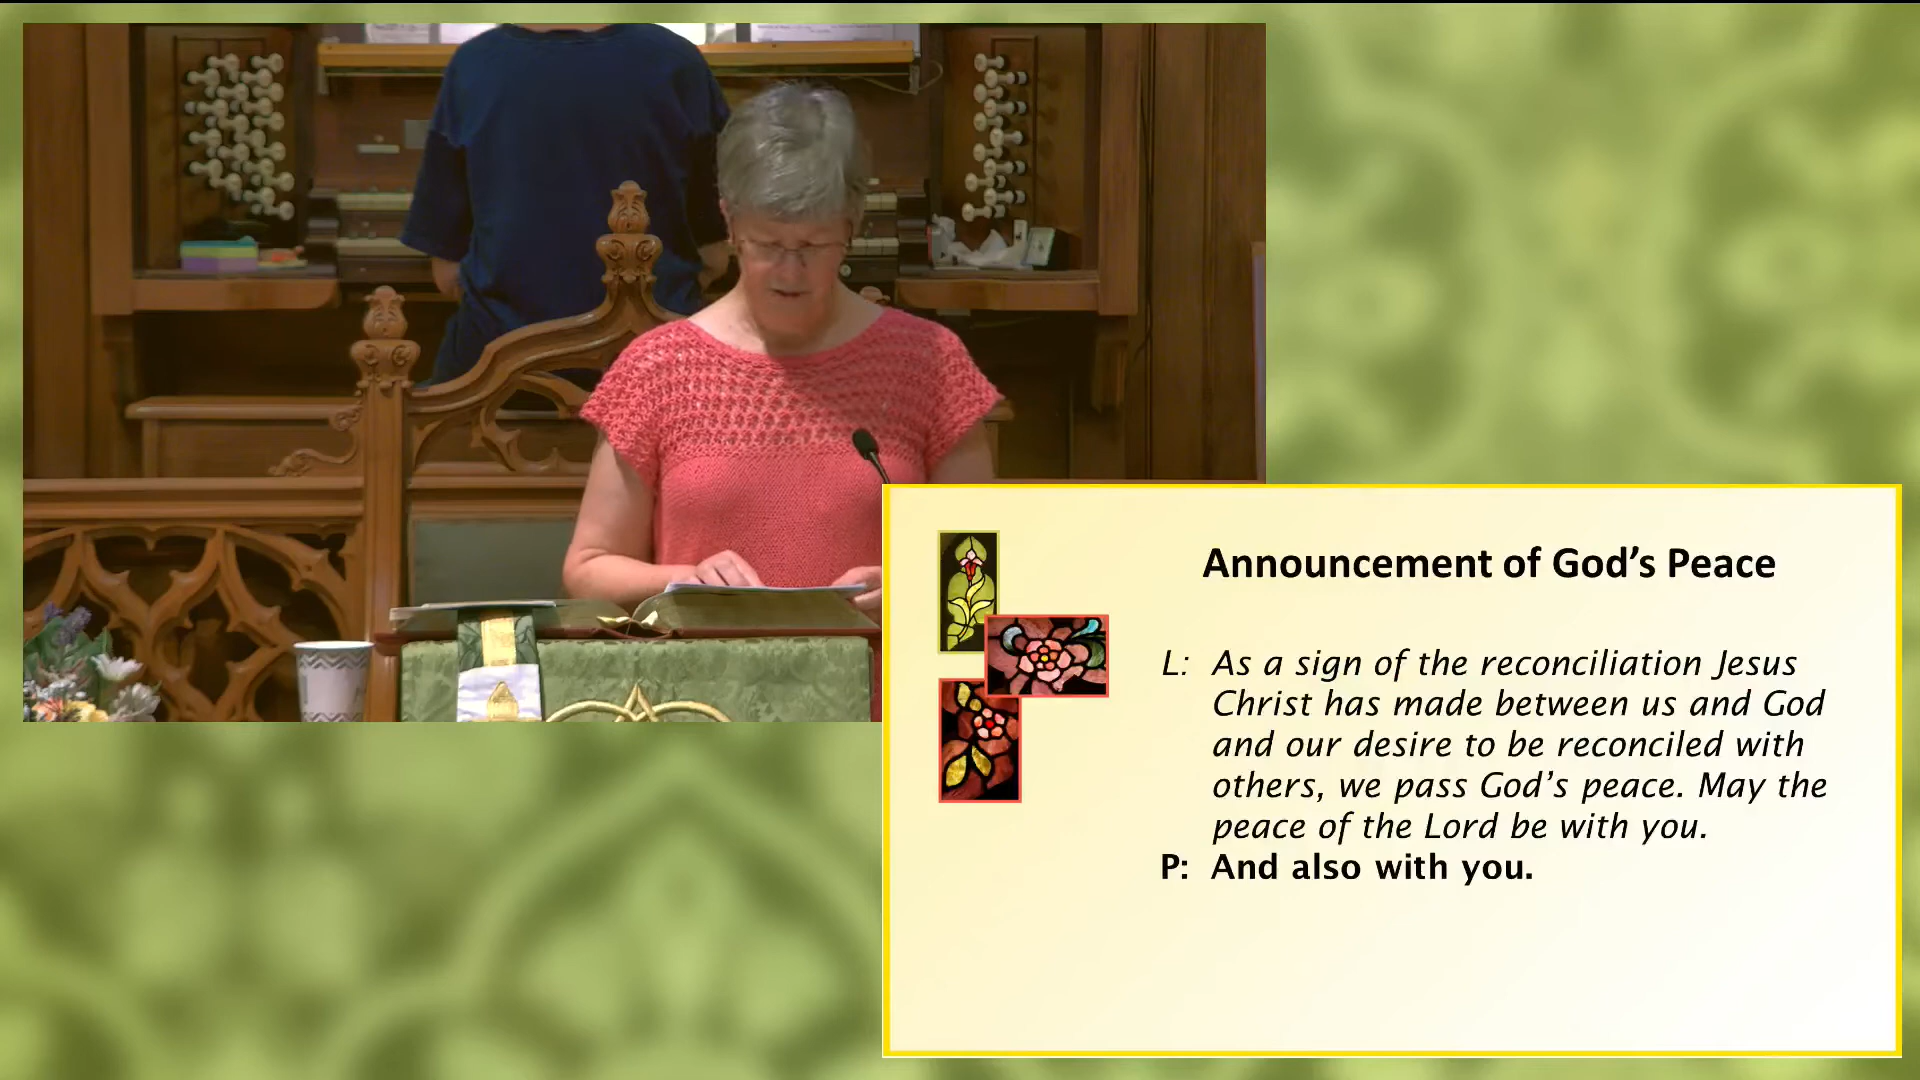 Announcement of God’s Peace
L: As a sign of the reconciliation Jesus
Christ has made between us and God
and our desire to be reconciled with
others, we pass God’s peace. May the
peace of the Lord be with you.
P: And also with you.